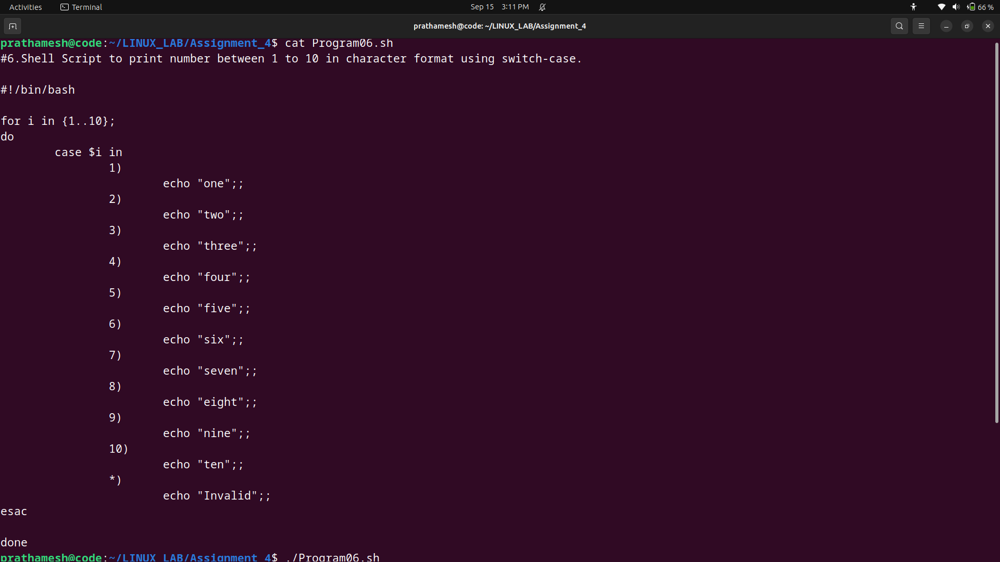 Activities Terminal Sep 15 3:11 PM 66 %
prathamesh@code: ~/LINUX_LAB/Assignment_4
prathamesh@code:~/LINUX_LAB/Assignment_4$ cat Program06.sh
#6.Shell Script to print number between 1 to 10 in character format using switch-case.

#!/bin/bash

for i in {1..10};
do
        case $i in
                1)
                        echo "one";;
                2)
                        echo "two";;
                3)
                        echo "three";;
                4)
                        echo "four";;
                5)
                        echo "five";;
                6)
                        echo "six";;
                7)
                        echo "seven";;
                8)
                        echo "eight";;
                9)
                        echo "nine";;
                10)
                        echo "ten";;
                *)
                        echo "Invalid";;
esac

done
prathamesh@code:~/LINUX_LAB/Assignment_4$ ./Program06.sh